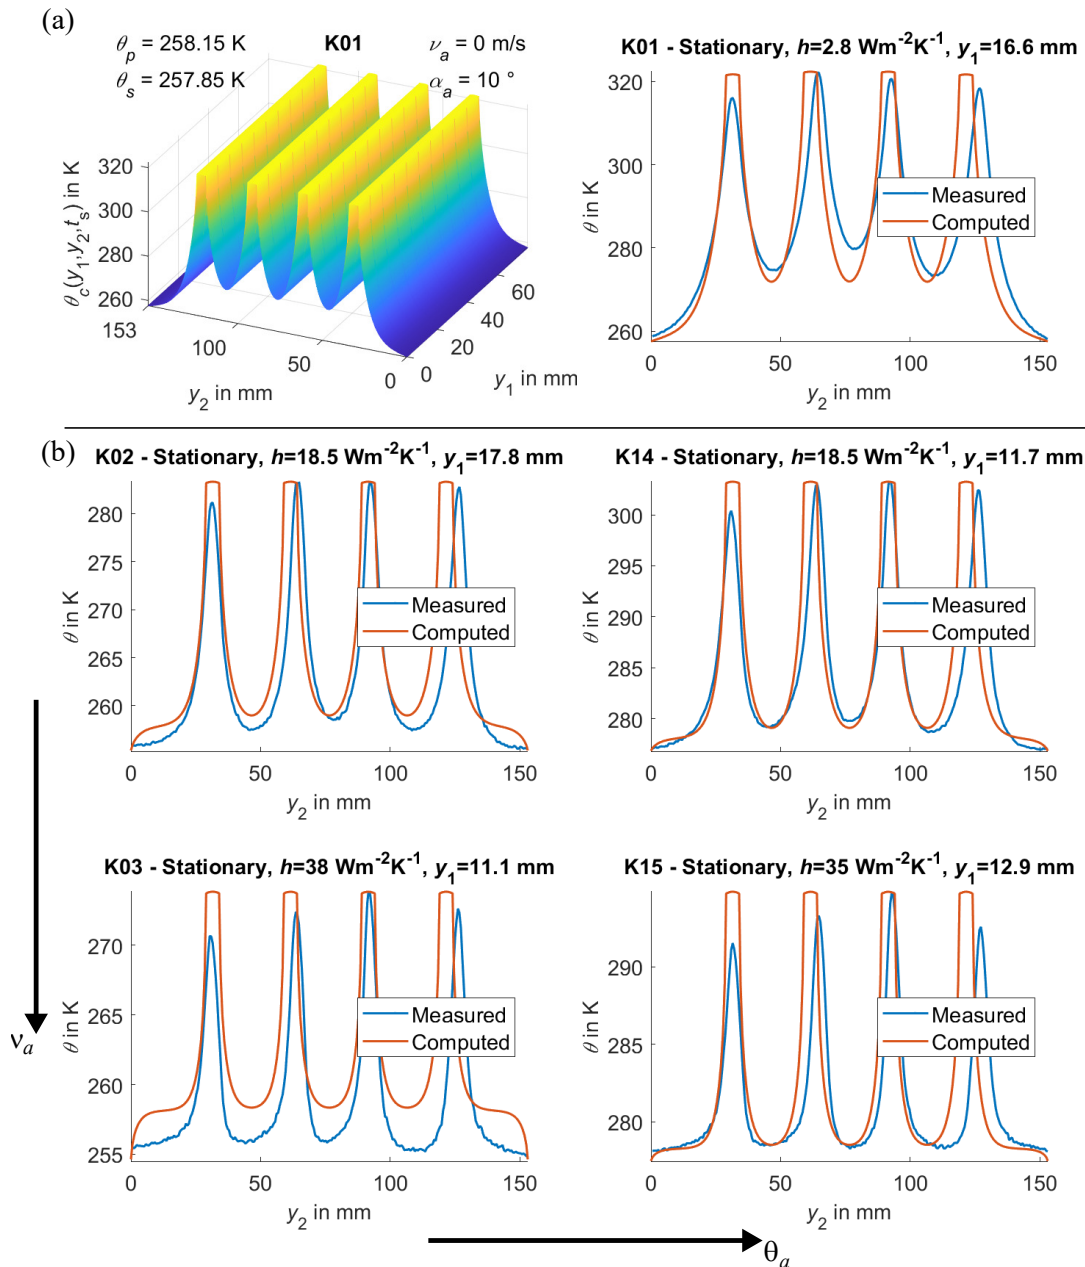 (a)
θp = 258.15 K
K01
νa = 0 m/s
θs = 257.85 K
αa = 10 °
θc(y1,y2,ts) in K
320
300
280
260
153
100
50
0
y2 in mm
0
20
40
60
y1 in mm
K01 - Stationary, h=2.8 Wm-2K-1, y1=16.6 mm
θ in K
320
300
280
260
Measured
Computed
0 50 100 150
y2 in mm
(b)
K02 - Stationary, h=18.5 Wm-2K-1, y1=17.8 mm
θ in K
280
275
270
265
260
Measured
Computed
0 50 100 150
y2 in mm
K14 - Stationary, h=18.5 Wm-2K-1, y1=11.7 mm
θ in K
300
295
290
285
280
Measured
Computed
0 50 100 150
y2 in mm
K03 - Stationary, h=38 Wm-2K-1, y1=11.1 mm
θ in K
270
265
260
255
Measured
Computed
0 50 100 150
y2 in mm
K15 - Stationary, h=35 Wm-2K-1, y1=12.9 mm
θ in K
290
285
280
Measured
Computed
0 50 100 150
y2 in mm
νa
θa